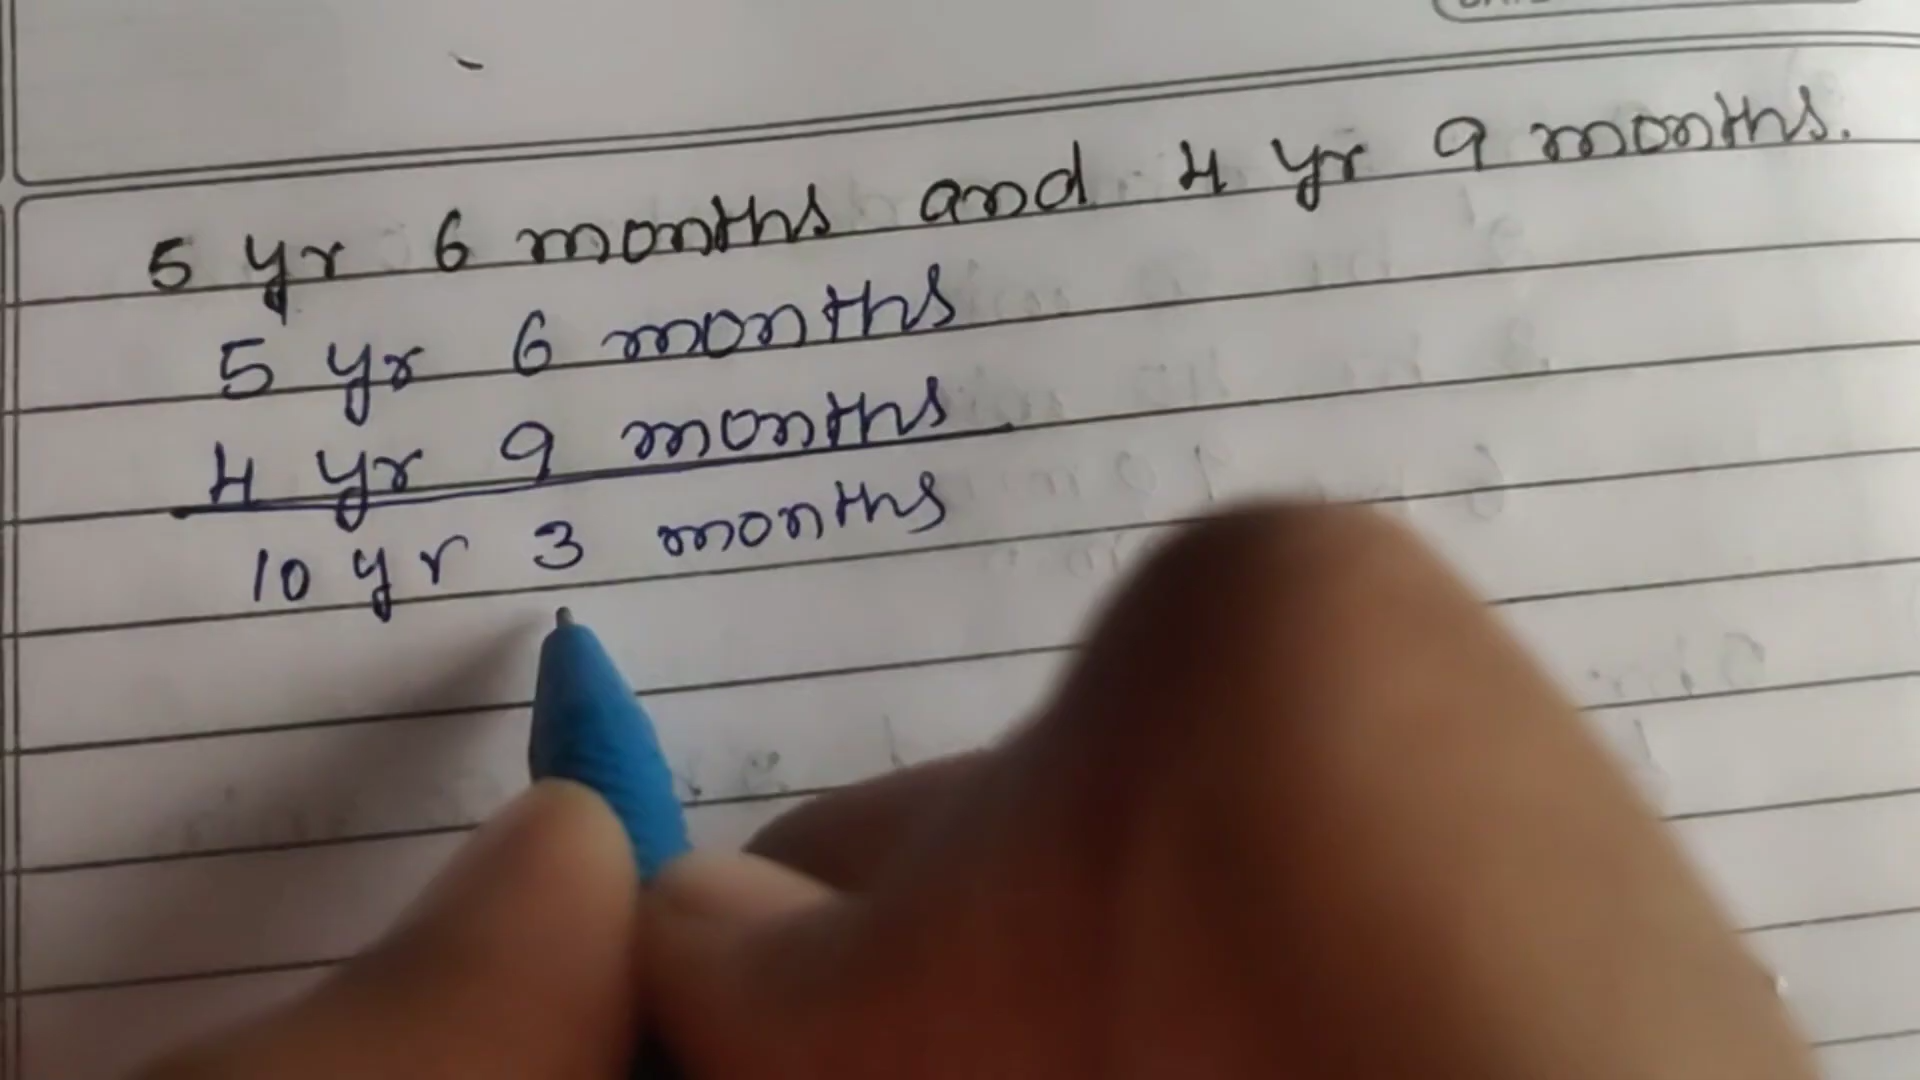 5 yr 6 months and 4 yr 9 months.
5 yr 6 months
4 yr 9 months
10 yr 3 months